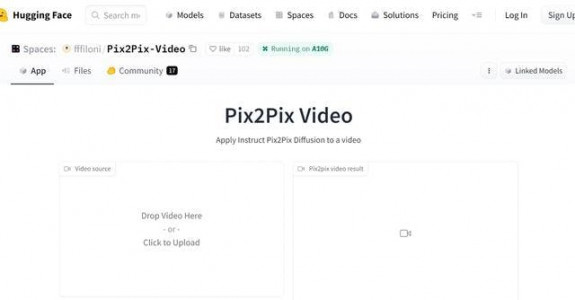 Hugging Face Search m Models Datasets Spaces Docs Solutions Pricing Log In Sign Up
Spaces: fffiloni / Pix2Pix-Video like 102 Running on A10G
App Files Community 17 Linked Models
Pix2Pix Video
Apply Instruct Pix2Pix Diffusion to a video
Video source Pix2pix video result
Drop Video Here
- or -
Click to Upload